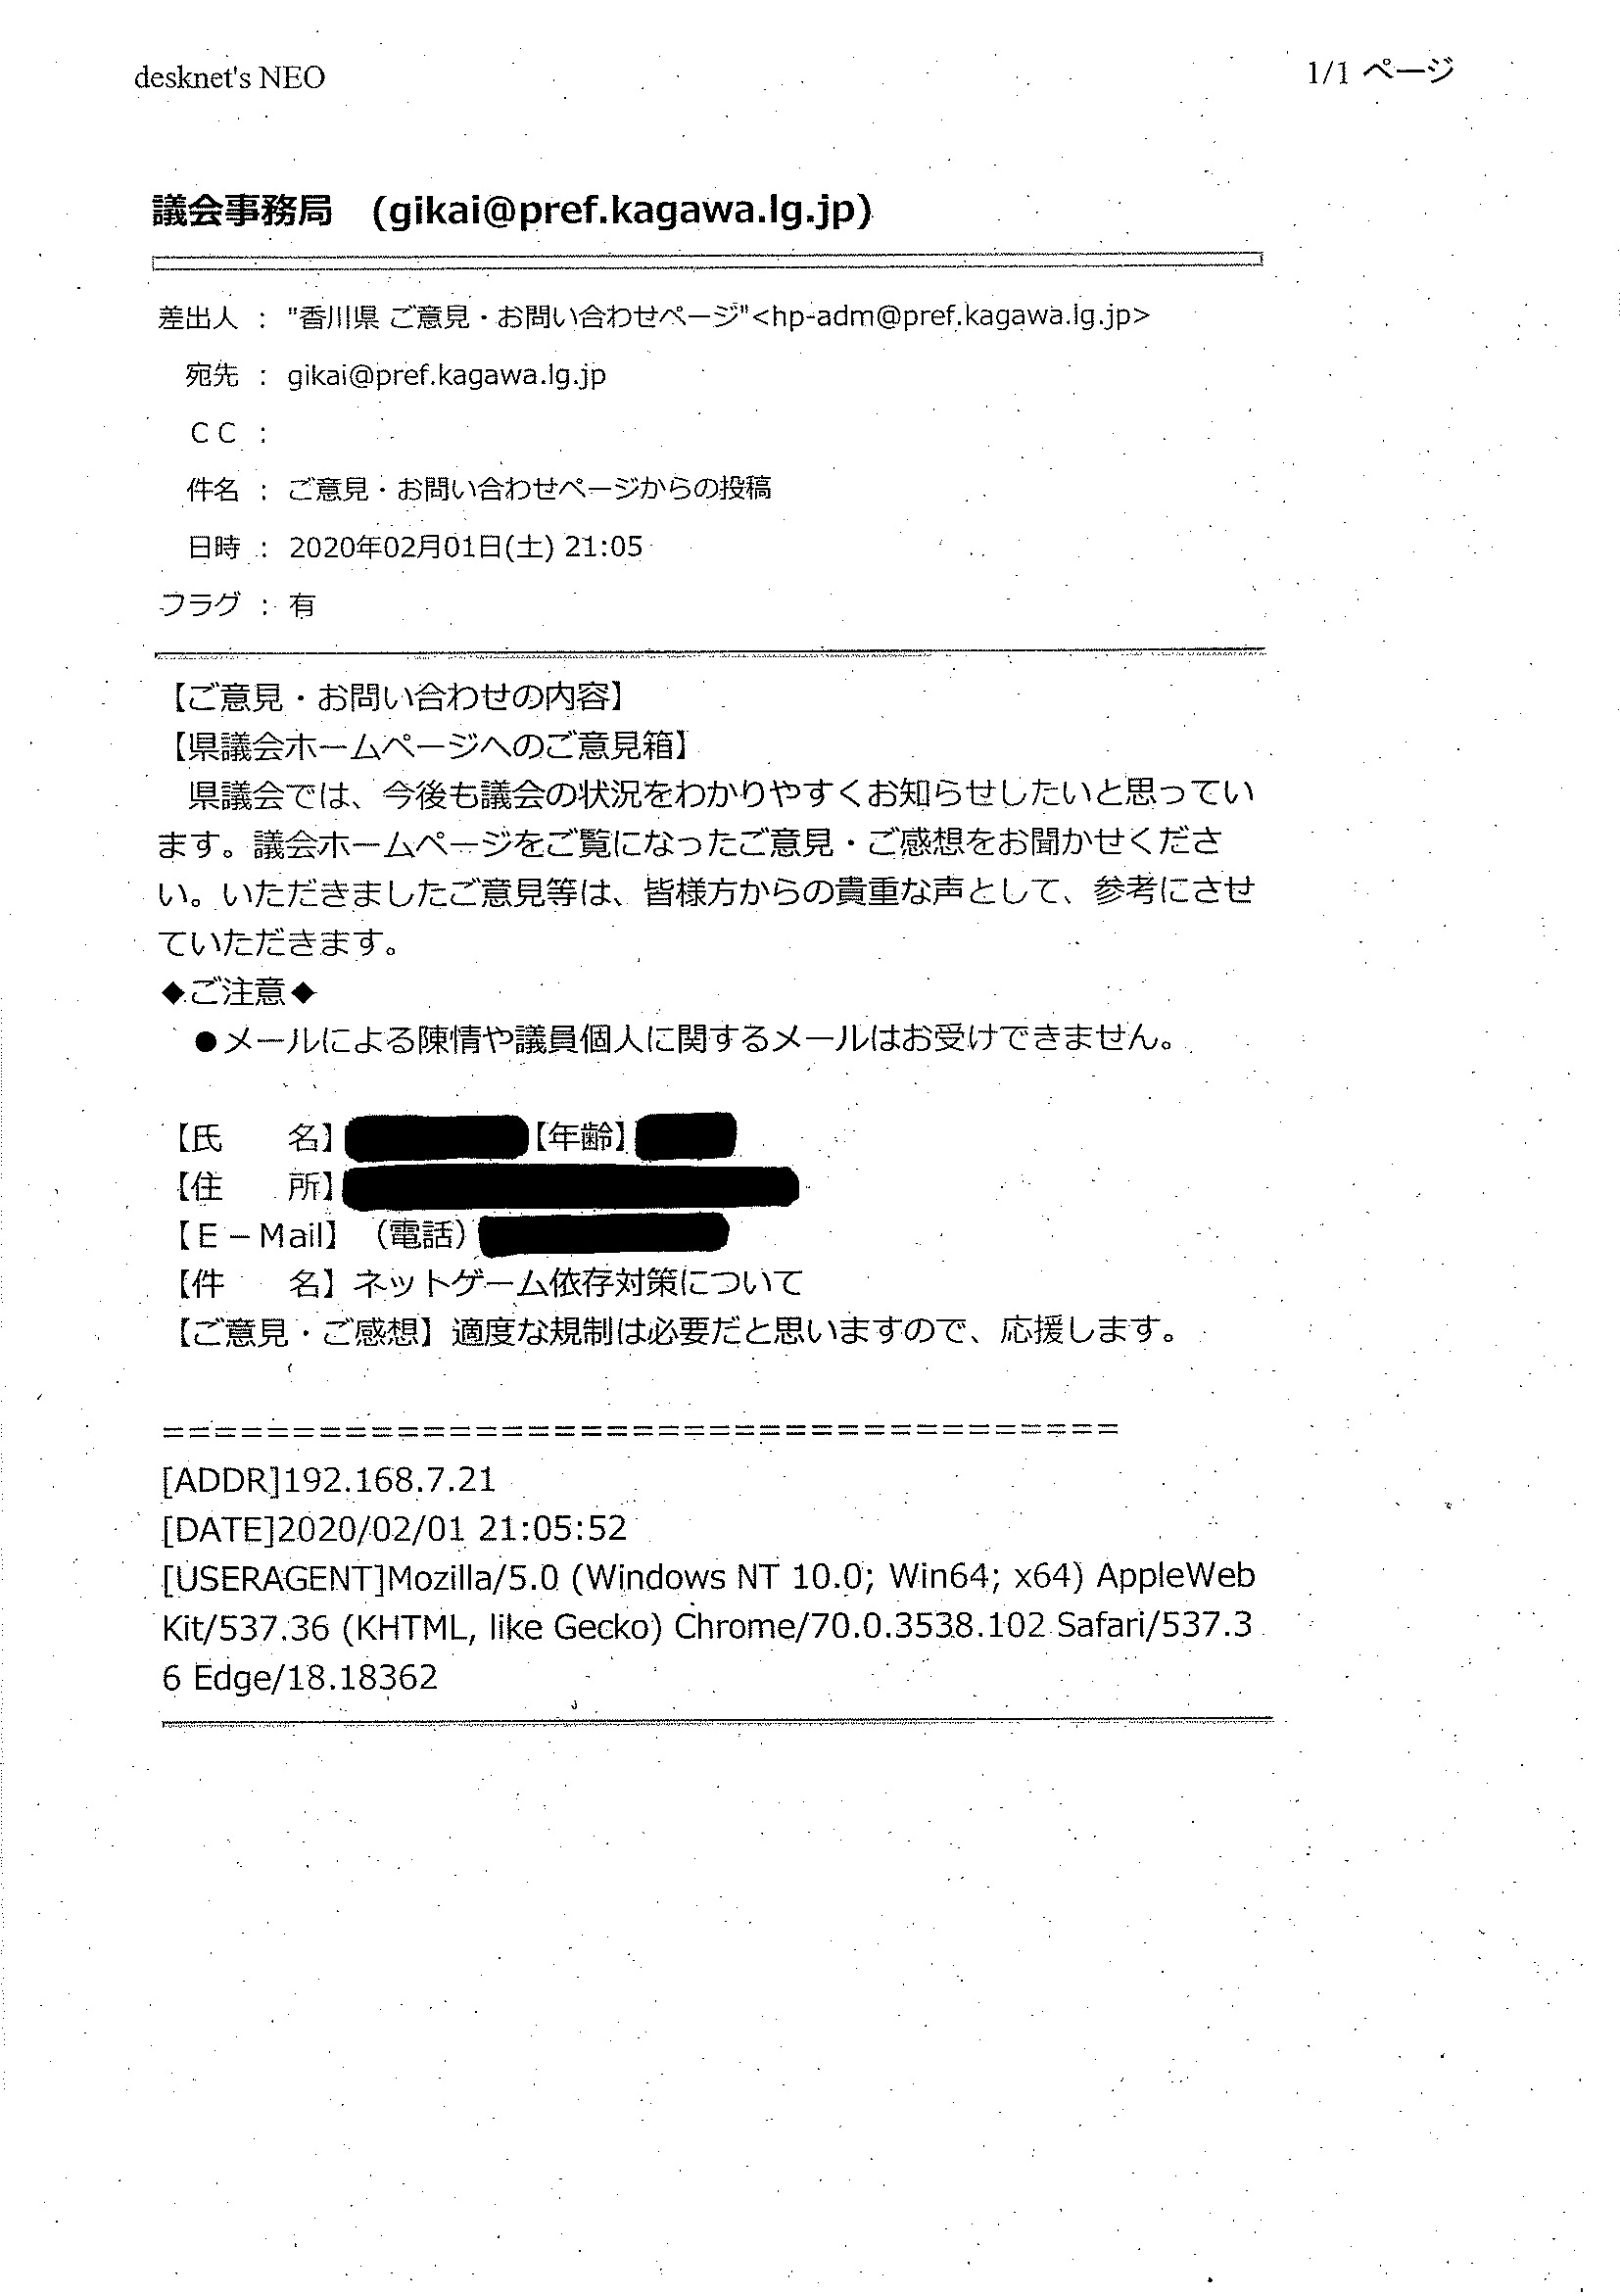 desknet's NEO
1/1 ページ
議会事務局　(gikai@pref.kagawa.lg.jp)
差出人 ： "香川県 ご意見・お問い合わせページ"<hp-adm@pref.kagawa.lg.jp>
宛先 ： gikai@pref.kagawa.lg.jp
ＣＣ ：
件名 ： ご意見・お問い合わせページからの投稿
日時 ： 2020年02月01日(土) 21:05
フラグ ： 有
【ご意見・お問い合わせの内容】
【県議会ホームページへのご意見箱】
　県議会では、今後も議会の状況をわかりやすくお知らせしたいと思ってい
ます。議会ホームページをご覧になったご意見・ご感想をお聞かせくださ
い。いただきましたご意見等は、皆様方からの貴重な声として、参考にさせ
ていただきます。
◆ご注意◆
　●メールによる陳情や議員個人に関するメールはお受けできません。
【氏　　名】【年齢】
【住　　所】
【Ｅ－Mail】（電話）
【件　　名】ネットゲーム依存対策について
【ご意見・ご感想】適度な規制は必要だと思いますので、応援します。
=====================================
[ADDR]192.168.7.21
[DATE]2020/02/01 21:05:52
[USERAGENT]Mozilla/5.0 (Windows NT 10.0; Win64; x64) AppleWeb
Kit/537.36 (KHTML, like Gecko) Chrome/70.0.3538.102 Safari/537.3
6 Edge/18.18362